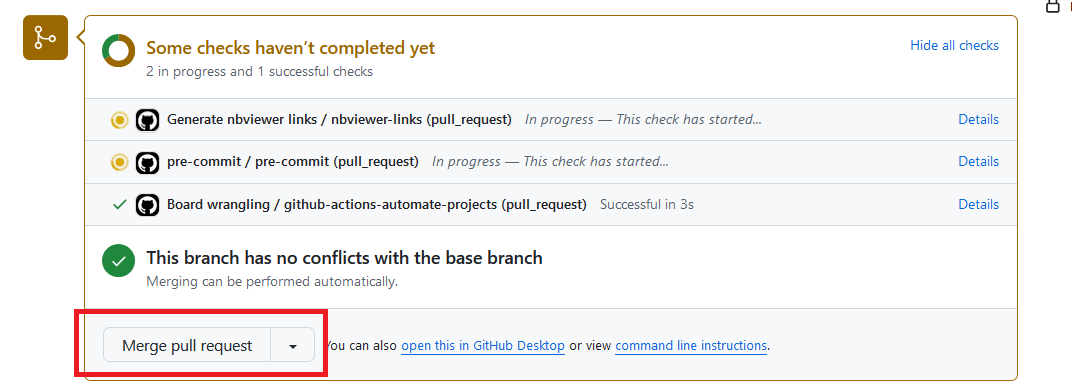 Some checks haven’t completed yet
Hide all checks
2 in progress and 1 successful checks
Generate nbviewer links / nbviewer-links (pull_request) In progress — This check has started...
Details
pre-commit / pre-commit (pull_request) In progress — This check has started...
Details
Board wrangling / github-actions-automate-projects (pull_request) Successful in 3s
Details
This branch has no conflicts with the base branch
Merging can be performed automatically.
Merge pull request
You can also open this in GitHub Desktop or view command line instructions.